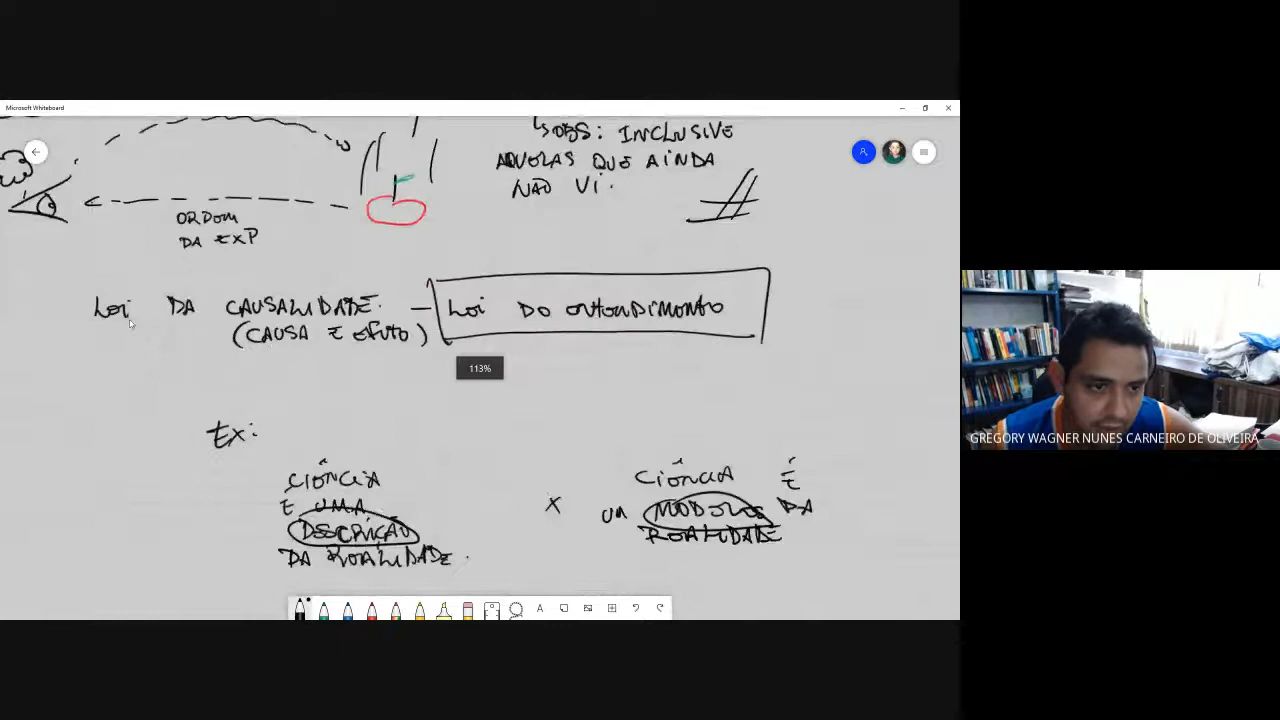 Microsoft Whiteboard
OBS: INCLUSIVE
AQUELAS QUE AINDA
NÃO VI.
ORDEM
DA EXP
LEI DA CAUSALIDADE - LEI DO ENTENDIMENTO
(CAUSA E EFEITO)
113%
EX:
CIÊNCIA
É UMA
DESCRIÇÃO
DA REALIDADE.
X
CIÊNCIA É
UM MODELOS DA
REALIDADE
A
GREGORY WAGNER NUNES CARNEIRO DE OLIVEIRA